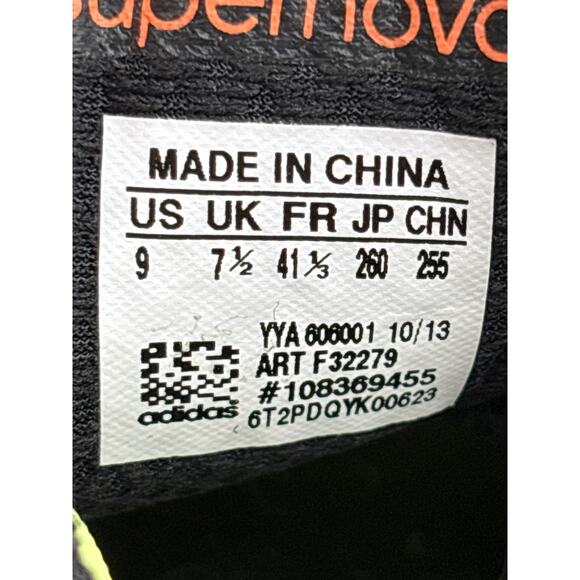 supernova
MADE IN CHINA
US UK FR JP CHN
9 7½ 41⅓ 260 255
YYA 606001 10/13
ART F32279
#108369455
adidas 6T2PDQYK00623